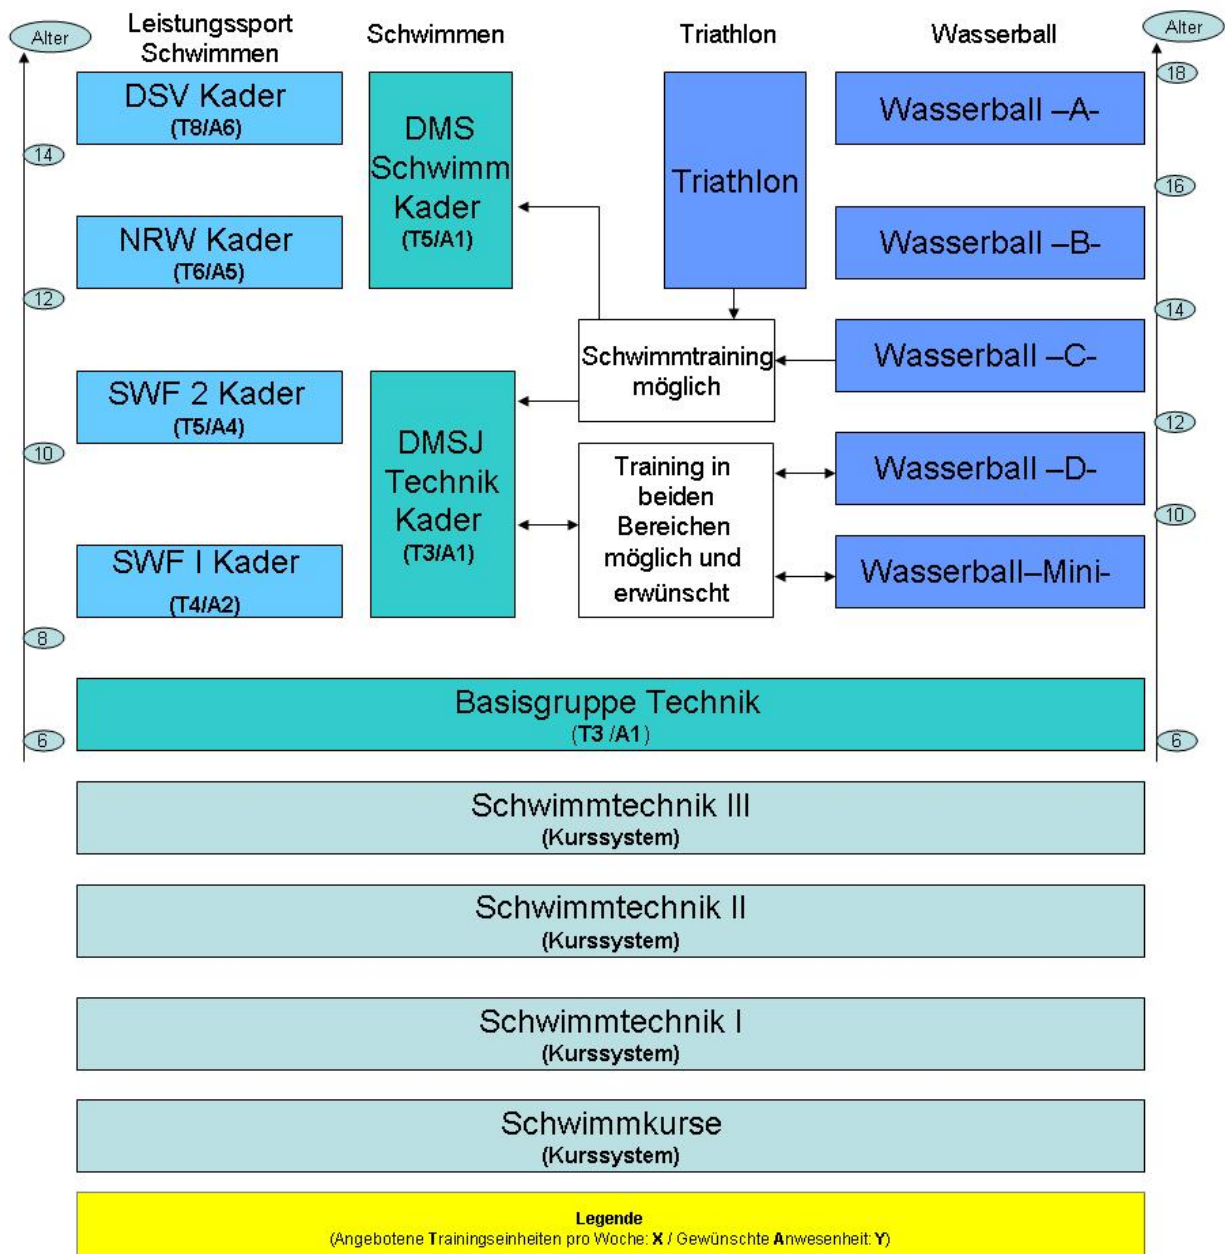 Alter
Leistungssport
Schwimmen
Schwimmen
Triathlon
Wasserball
Alter
DSV Kader
(T8/A6)
14
NRW Kader
(T6/A5)
12
SWF 2 Kader
(T5/A4)
10
SWF I Kader
(T4/A2)
8
6
DMS
Schwimm
Kader
(T5/A1)
DMSJ
Technik
Kader
(T3/A1)
Triathlon
Schwimmtraining
möglich
Training in
beiden
Bereichen
möglich und
erwünscht
18
Wasserball –A-
16
Wasserball –B-
14
Wasserball –C-
12
Wasserball –D-
10
Wasserball–Mini-
6
Basisgruppe Technik
(T3 /A1)
Schwimmtechnik III
(Kurssystem)
Schwimmtechnik II
(Kurssystem)
Schwimmtechnik I
(Kurssystem)
Schwimmkurse
(Kurssystem)
Legende
(Angebotene Trainingseinheiten pro Woche: X / Gewünschte Anwesenheit: Y)